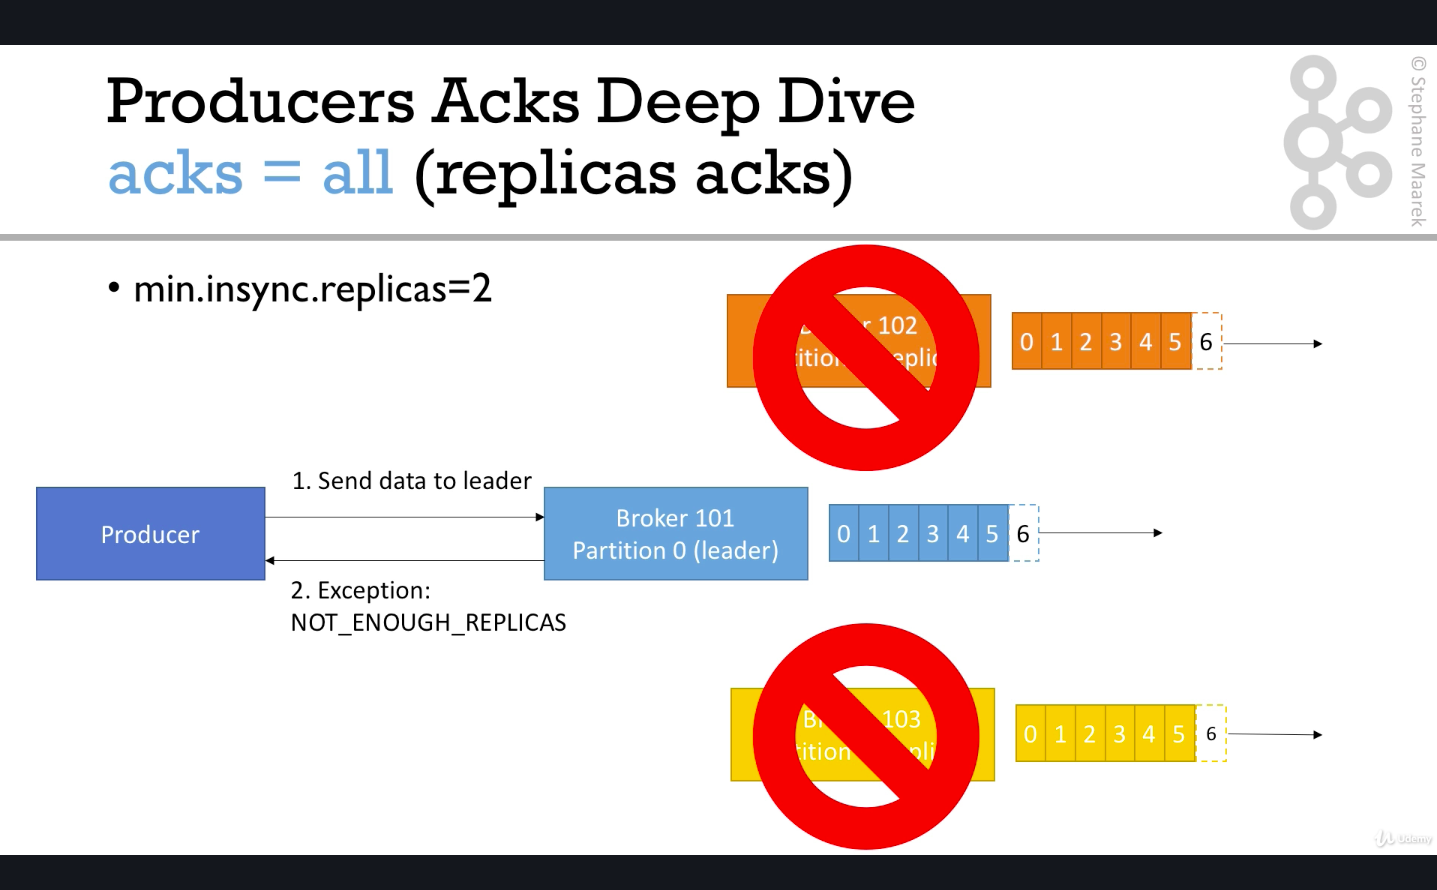 Producers Acks Deep Dive
acks = all (replicas acks)
© Stephane Maarek
• min.insync.replicas=2
102
0 1 2 3 4 5 6
1. Send data to leader
Producer
Broker 101
Partition 0 (leader)
0 1 2 3 4 5 6
2. Exception:
NOT_ENOUGH_REPLICAS
103
0 1 2 3 4 5 6
Udemy